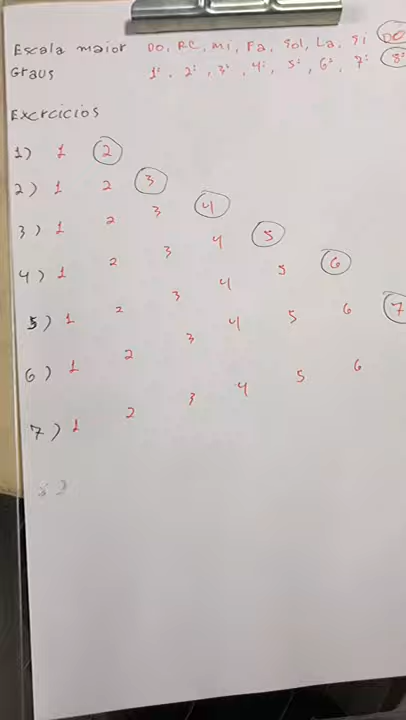 Escala maior DO, RE, Mi, Fa, Sol, La, Si DO
Graus 1º, 2º, 3º, 4º, 5º, 6º, 7º 8º
Exercicios
1) 1 2
2) 1 2 3
3) 1 2 3 4
4) 1 2 3 4 5
5) 1 2 3 4 5 6
6) 1 2 3 4 5 6 7
7) 1 2 3 4 5 6